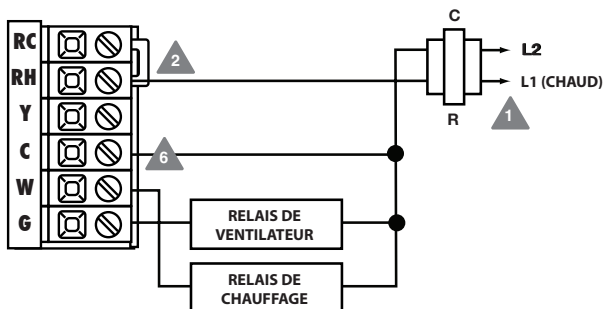 C
RC
L2
2
RH
L1 (CHAUD)
1
Y
R
C
6
W
G
RELAIS DE
VENTILATEUR
RELAIS DE
CHAUFFAGE